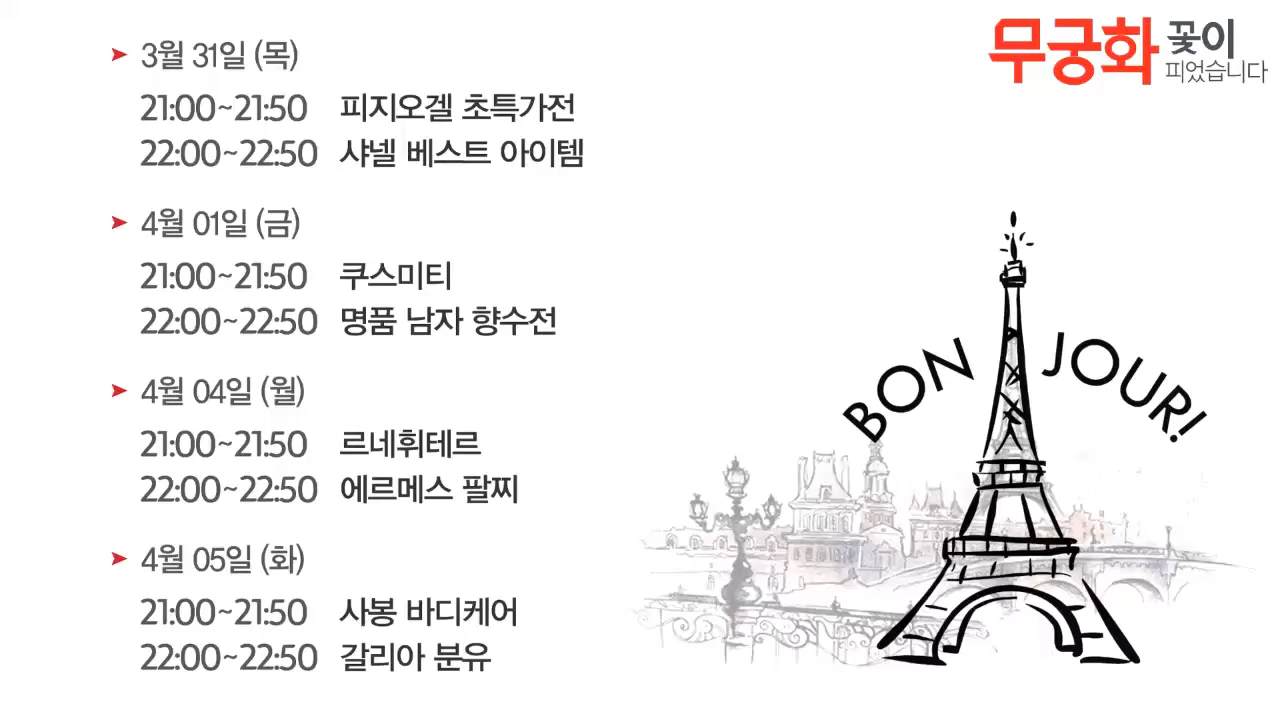 무궁화 꽃이
피었습니다
3월 31일 (목)
21:00~21:50 피지오겔 초특가전
22:00~22:50 샤넬 베스트 아이템
4월 01일 (금)
21:00~21:50 쿠스미티
22:00~22:50 명품 남자 향수전
4월 04일 (월)
21:00~21:50 르네휘테르
22:00~22:50 에르메스 팔찌
4월 05일 (화)
21:00~21:50 사봉 바디케어
22:00~22:50 갈리아 분유
BON JOUR!